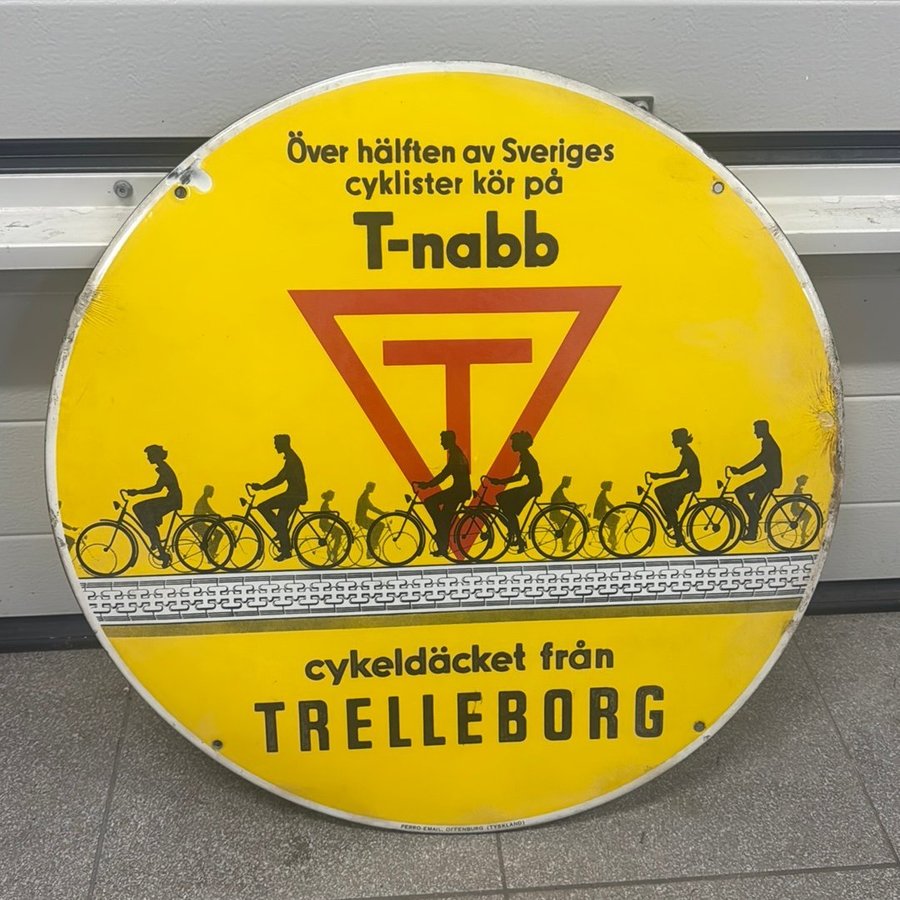 Över hälften av Sveriges
cyklister kör på
T-nabb
T
cykeldäcket från
TRELLEBORG
FERRO-EMAIL, OFFENBURG (TYSKLAND)